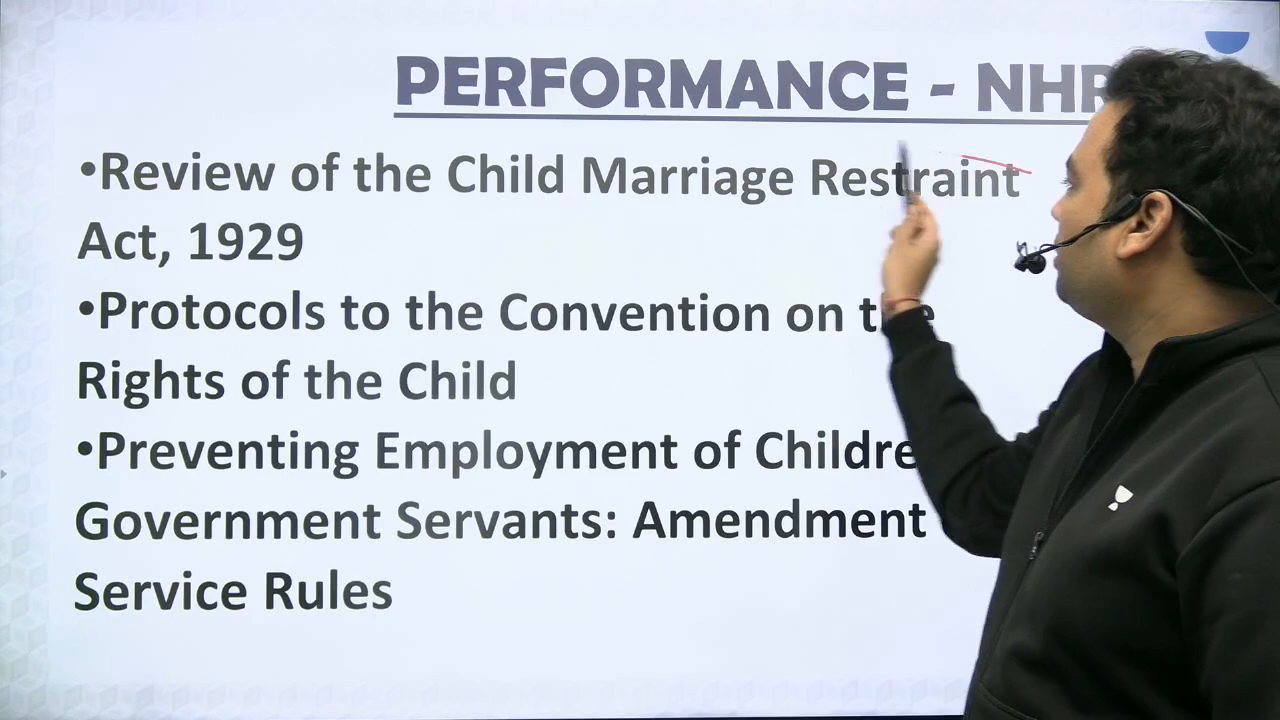 PERFORMANCE - NHR
•Review of the Child Marriage Restraint
Act, 1929
•Protocols to the Convention on the
Rights of the Child
•Preventing Employment of Childre
Government Servants: Amendment
Service Rules